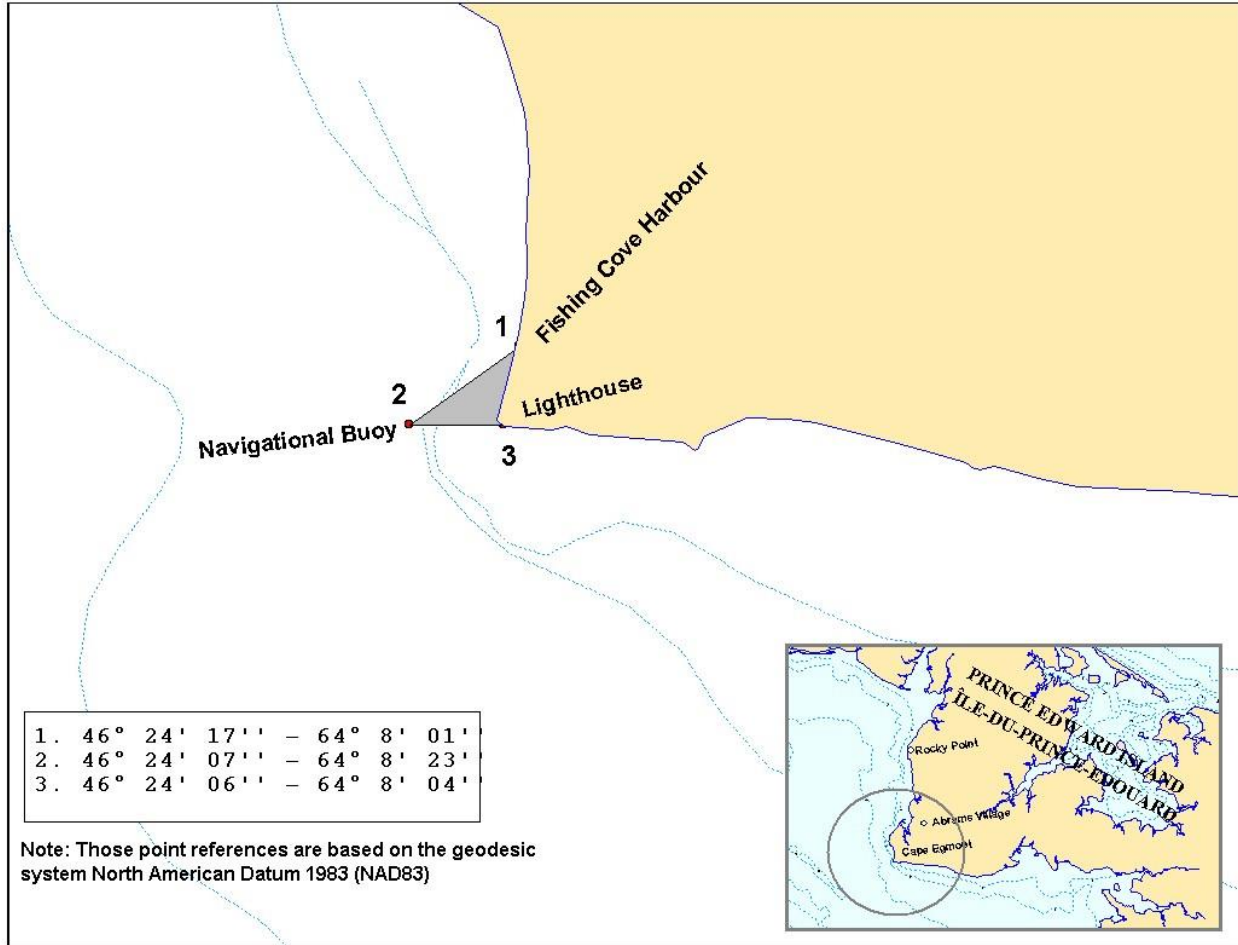 Fishing Cove Harbour
1
Lighthouse
2
Navigational Buoy
3
1. 46° 24' 17'' – 64° 8' 01''
2. 46° 24' 07'' – 64° 8' 23''
3. 46° 24' 06'' – 64° 8' 04''
Note: Those point references are based on the geodesic
system North American Datum 1983 (NAD83)
PRINCE EDWARD ISLAND
ÎLE-DU-PRINCE-EDOUARD
Rocky Point
Abrams Village
Cape Egmont